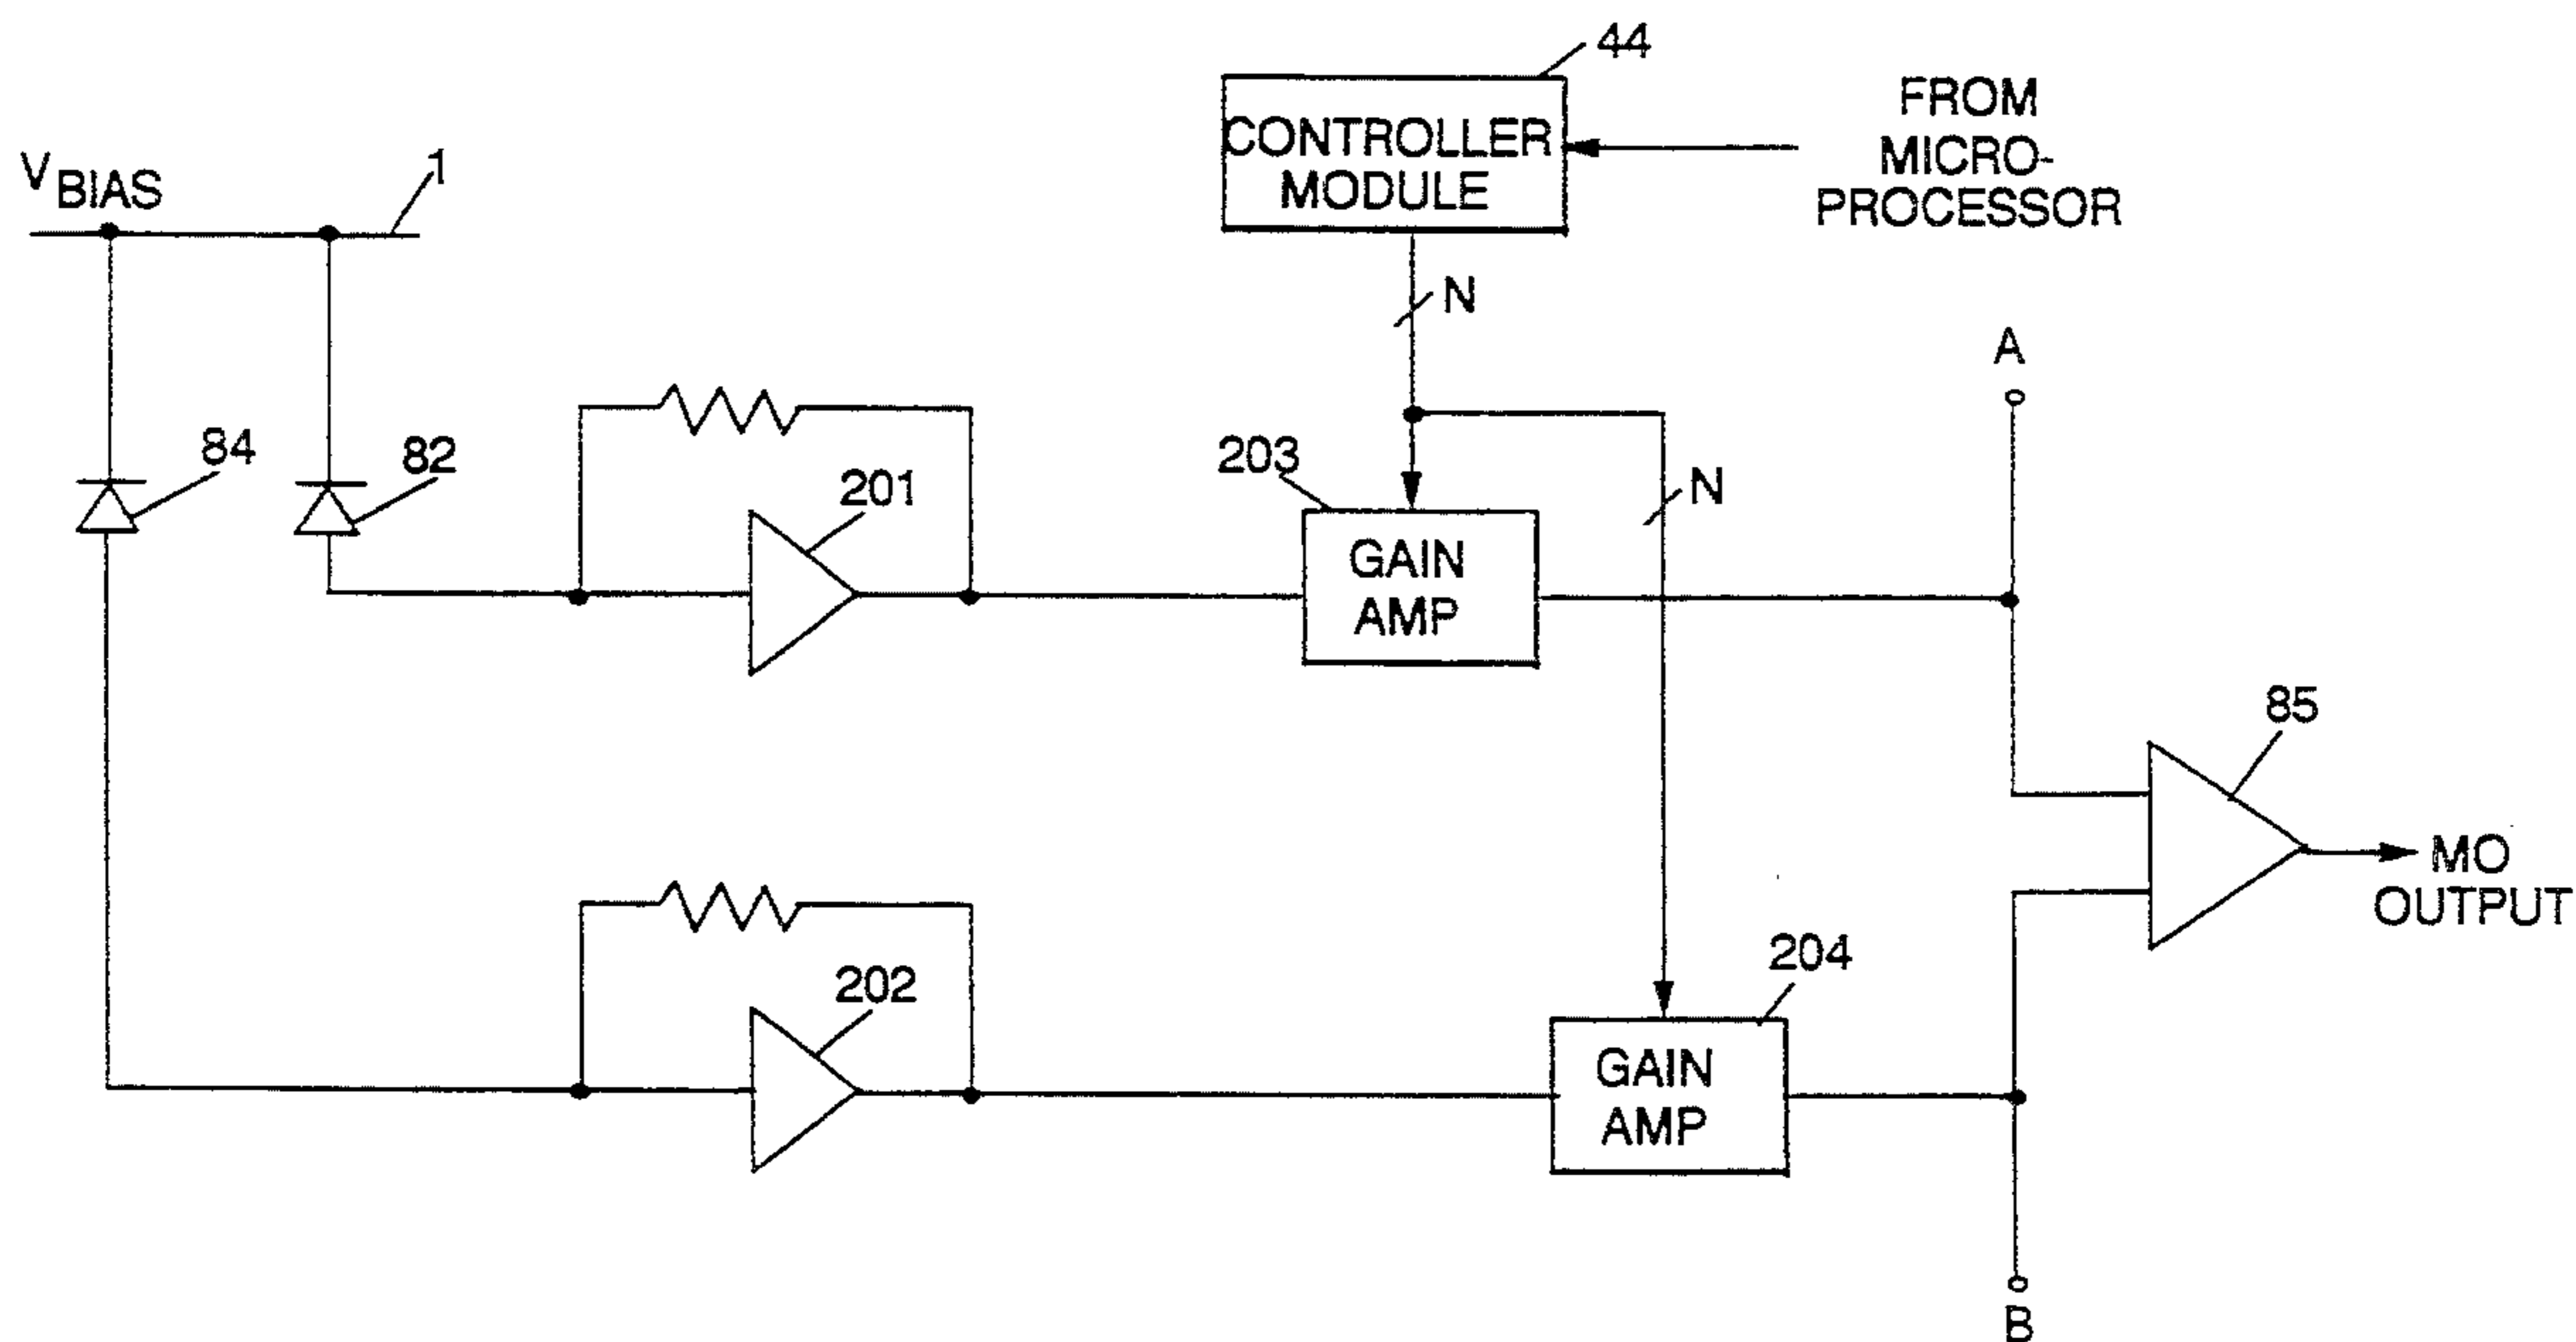 44
CONTROLLER
MODULE
FROM
MICRO-
PROCESSOR
VBIAS
1
N
A
84
82
201
203
N
GAIN
AMP
85
MO
OUTPUT
202
204
GAIN
AMP
B